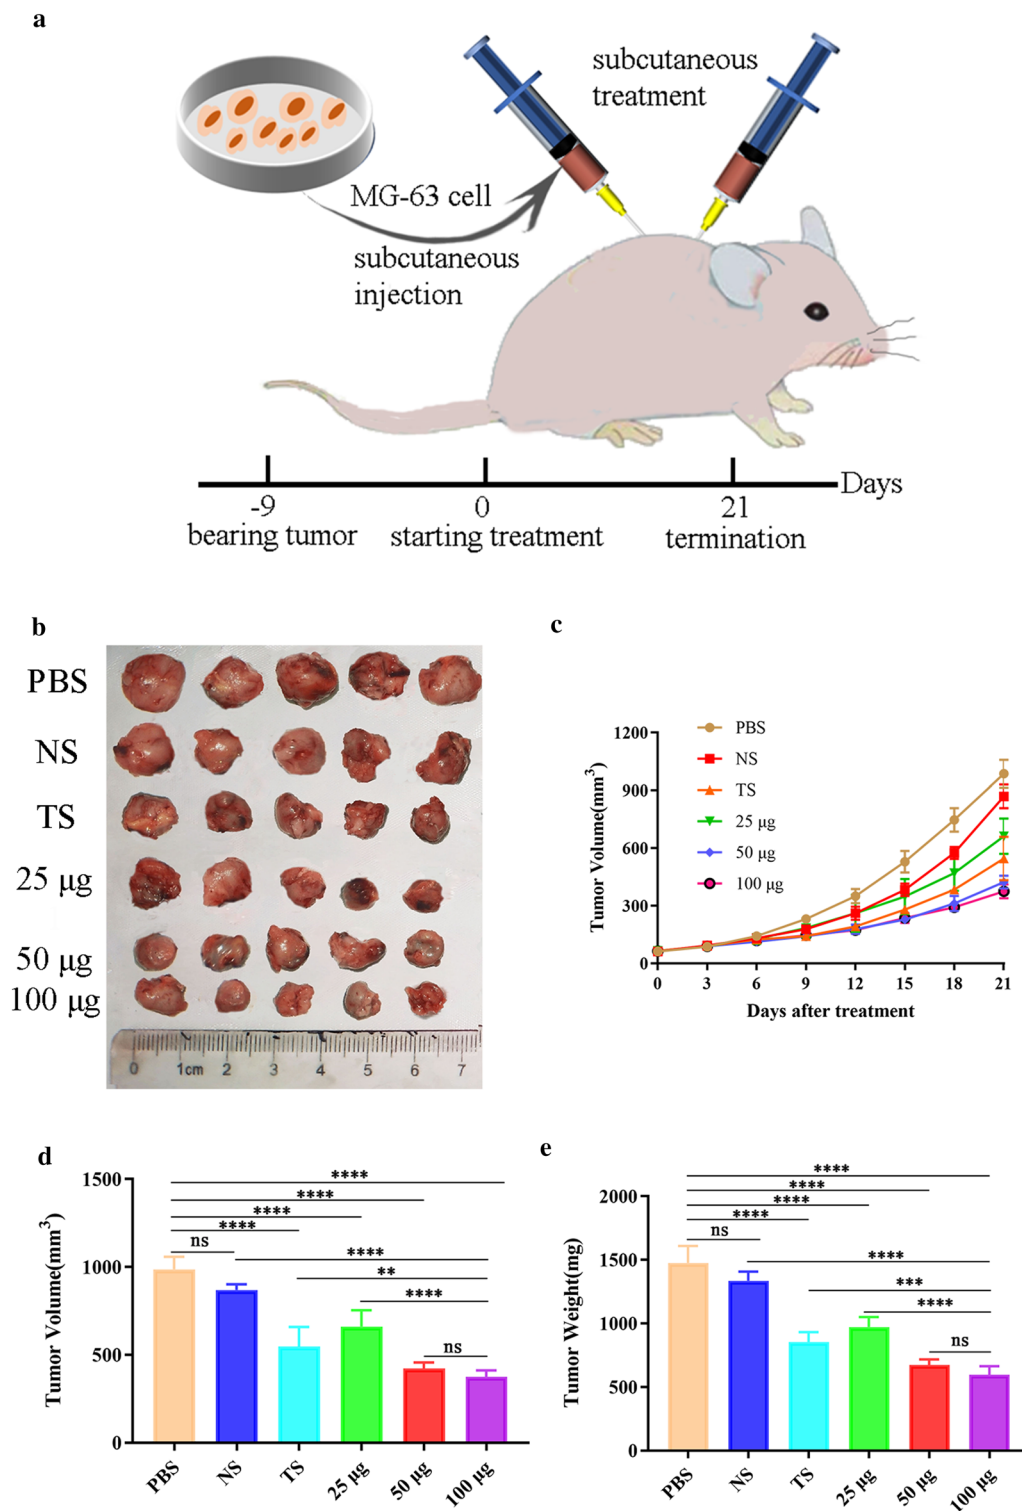 a
subcutaneous
treatment
MG-63 cell
subcutaneous
injection
Days
-9
0
21
bearing tumor
starting treatment
termination
b
PBS
NS
TS
25 μg
50 μg
100 μg
0 1cm 2 3 4 5 6 7
c
PBS
NS
TS
25 μg
50 μg
100 μg
Tumor Volume(mm³)
1200
900
600
300
0
0 3 6 9 12 15 18 21
Days after treatment
d
Tumor Volume(mm³)
1500
1000
500
0
****
****
****
****
ns
****
**
****
ns
PBS
NS
TS
25 μg
50 μg
100 μg
e
Tumor Weight(mg)
2000
1500
1000
500
0
****
****
****
****
ns
****
***
****
ns
PBS
NS
TS
25 μg
50 μg
100 μg